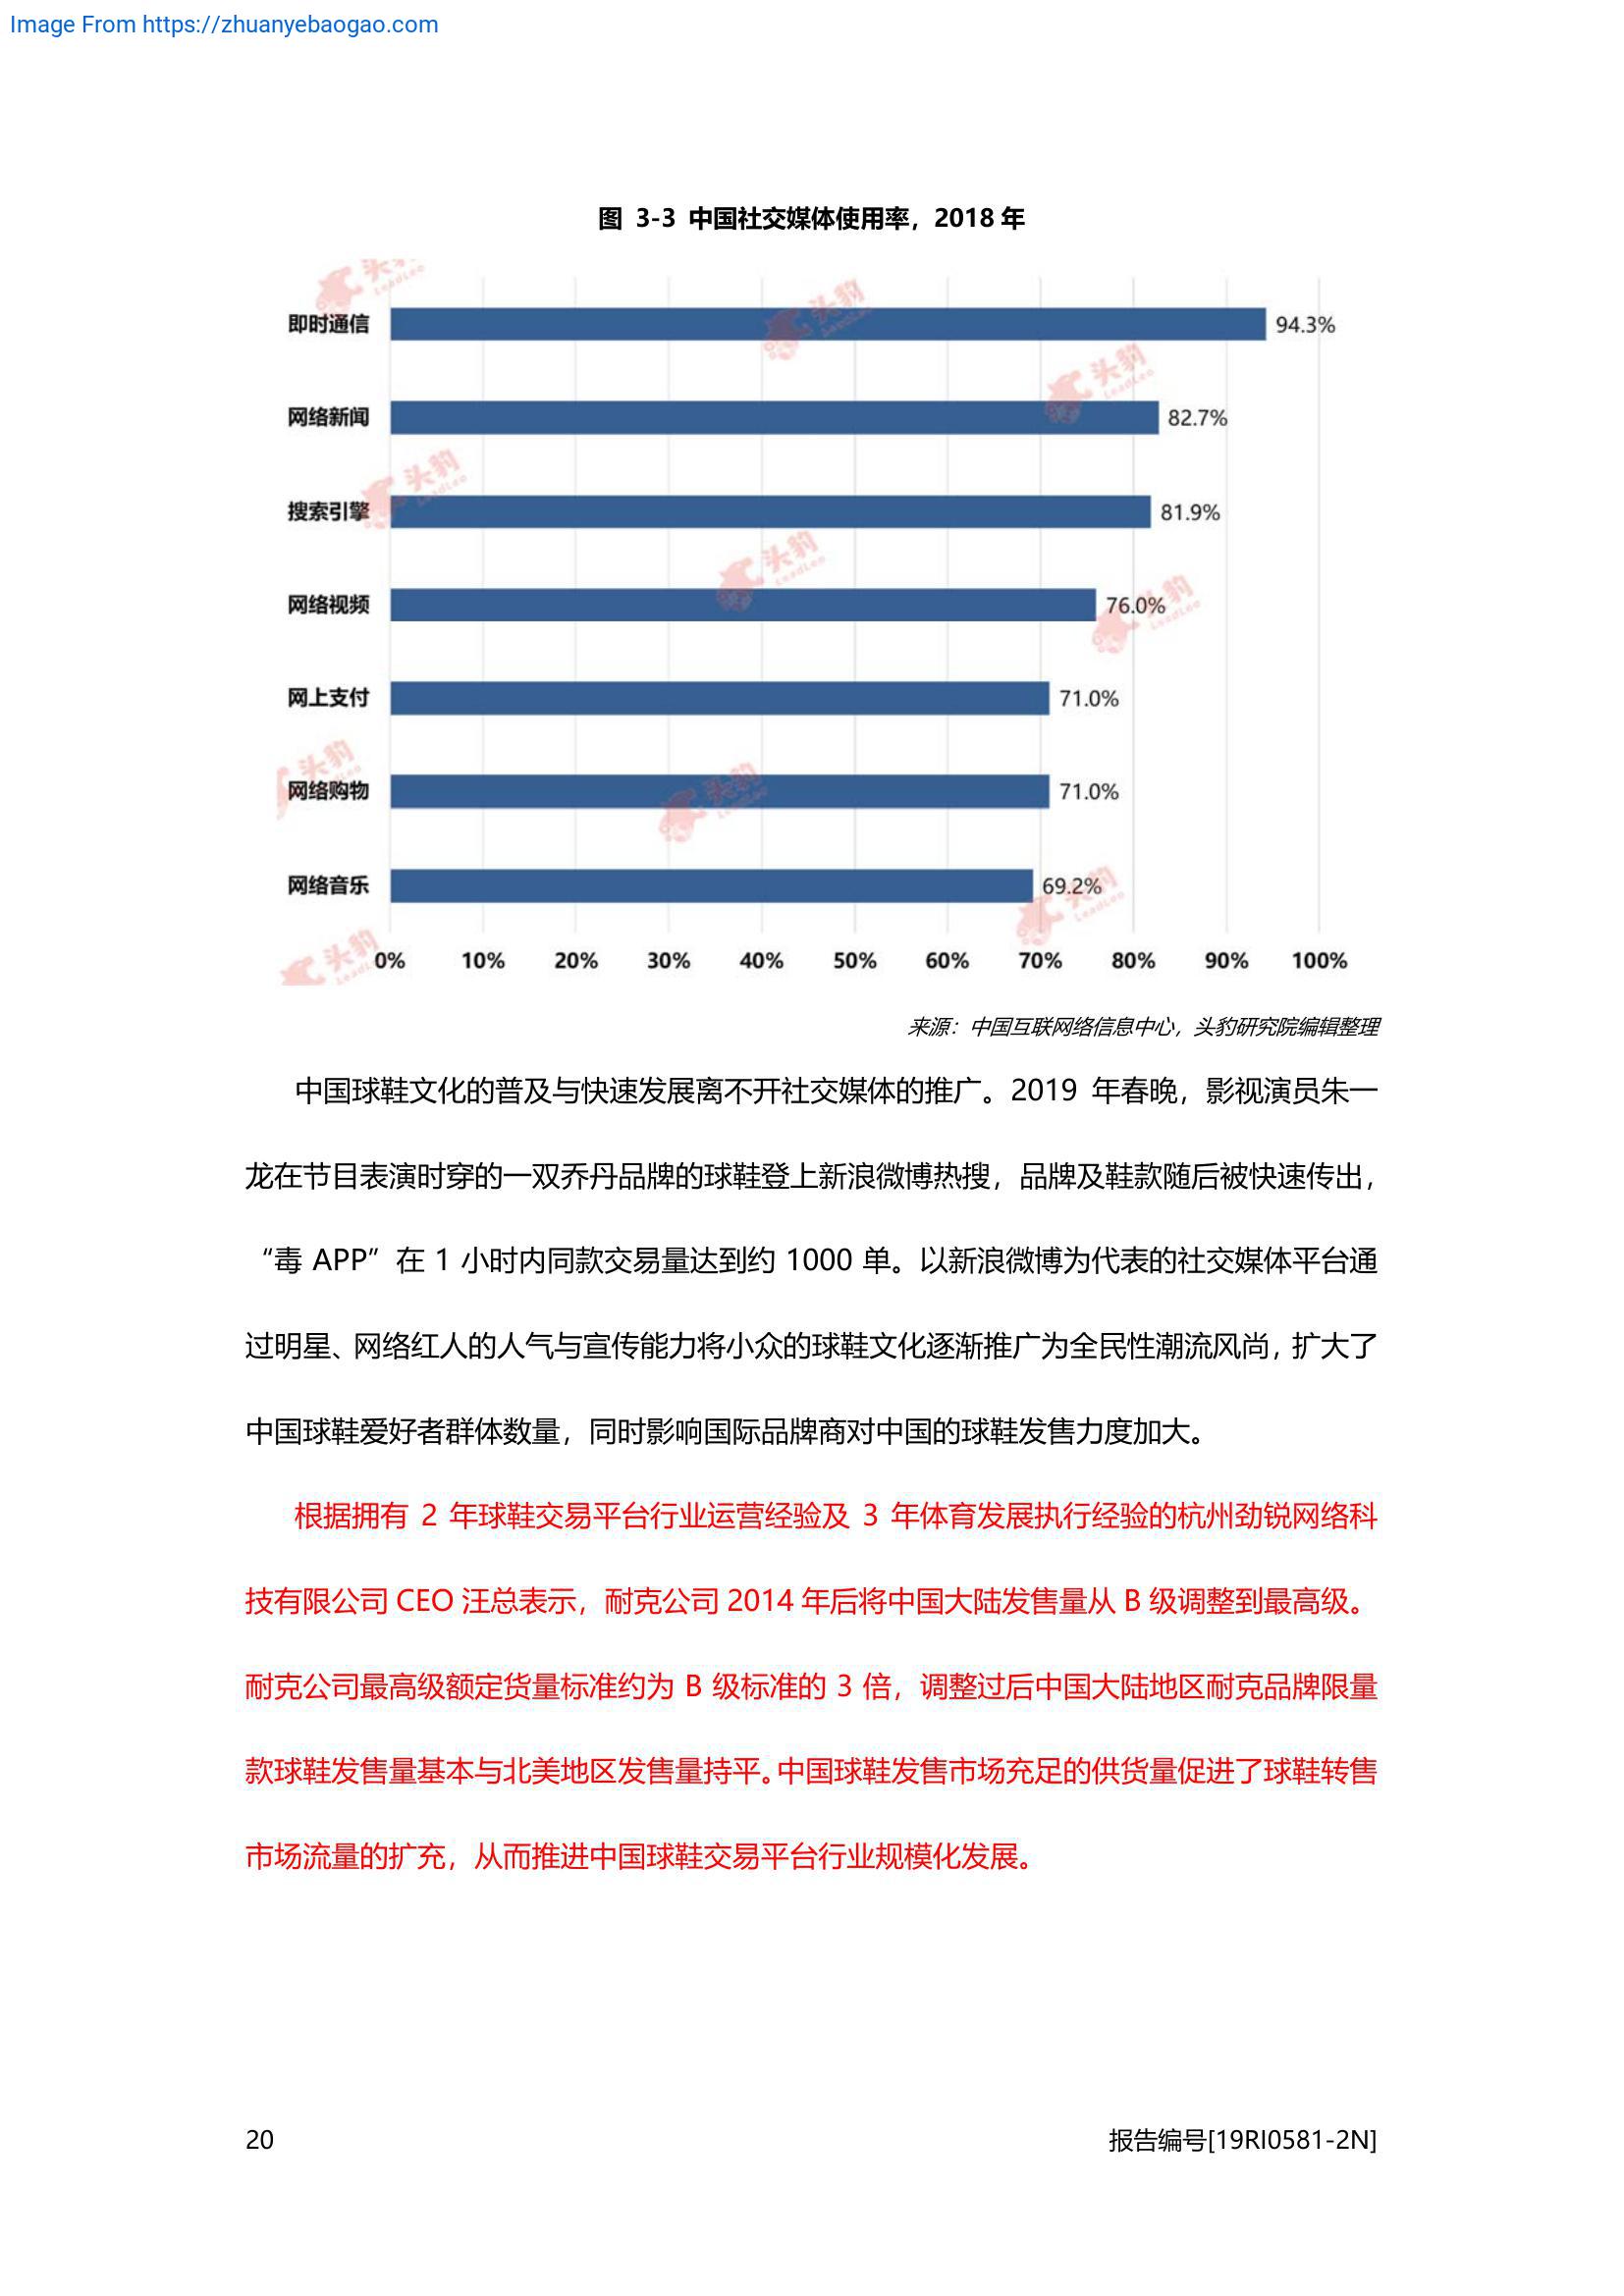 Image From https://zhuanyebaogao.com
图 3-3 中国社交媒体使用率，2018 年
即时通信 94.3%
网络新闻 82.7%
搜索引擎 81.9%
网络视频 76.0%
网上支付 71.0%
网络购物 71.0%
网络音乐 69.2%
0% 10% 20% 30% 40% 50% 60% 70% 80% 90% 100%
头豹 LeadLeo
来源：中国互联网络信息中心，头豹研究院编辑整理
中国球鞋文化的普及与快速发展离不开社交媒体的推广。2019 年春晚，影视演员朱一
龙在节目表演时穿的一双乔丹品牌的球鞋登上新浪微博热搜，品牌及鞋款随后被快速传出，
“毒 APP”在 1 小时内同款交易量达到约 1000 单。以新浪微博为代表的社交媒体平台通
过明星、网络红人的人气与宣传能力将小众的球鞋文化逐渐推广为全民性潮流风尚，扩大了
中国球鞋爱好者群体数量，同时影响国际品牌商对中国的球鞋发售力度加大。
根据拥有 2 年球鞋交易平台行业运营经验及 3 年体育发展执行经验的杭州劲锐网络科
技有限公司 CEO 汪总表示，耐克公司 2014 年后将中国大陆发售量从 B 级调整到最高级。
耐克公司最高级额定货量标准约为 B 级标准的 3 倍，调整过后中国大陆地区耐克品牌限量
款球鞋发售量基本与北美地区发售量持平。中国球鞋发售市场充足的供货量促进了球鞋转售
市场流量的扩充，从而推进中国球鞋交易平台行业规模化发展。
20 报告编号[19RI0581-2N]